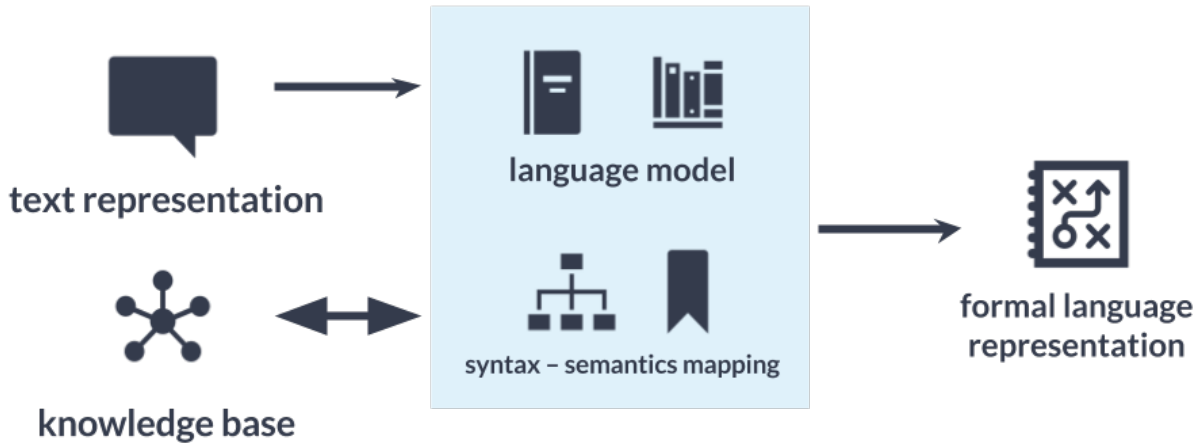 text representation
knowledge base
language model
syntax – semantics mapping
formal language
representation